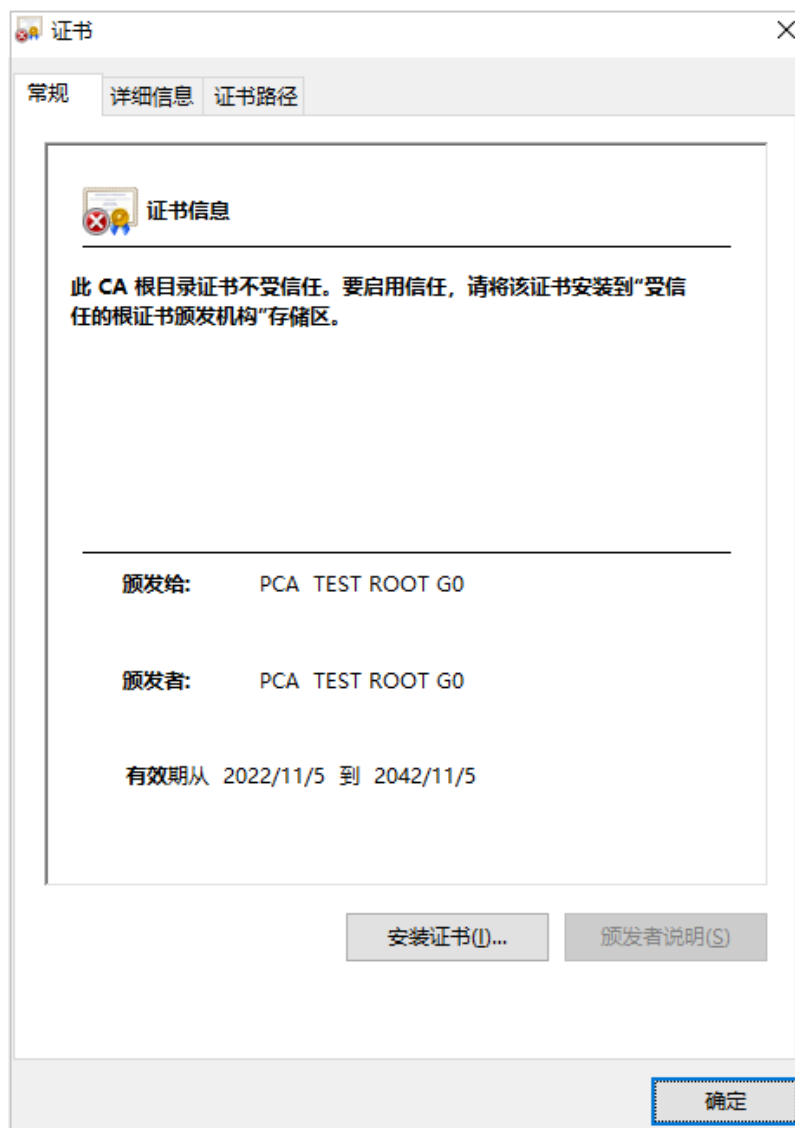 证书
常规
详细信息
证书路径
证书信息
此 CA 根目录证书不受信任。要启用信任，请将该证书安装到“受信
任的根证书颁发机构”存储区。
颁发给: PCA TEST ROOT G0
颁发者: PCA TEST ROOT G0
有效期从 2022/11/5 到 2042/11/5
安装证书(I)...
颁发者说明(S)
确定